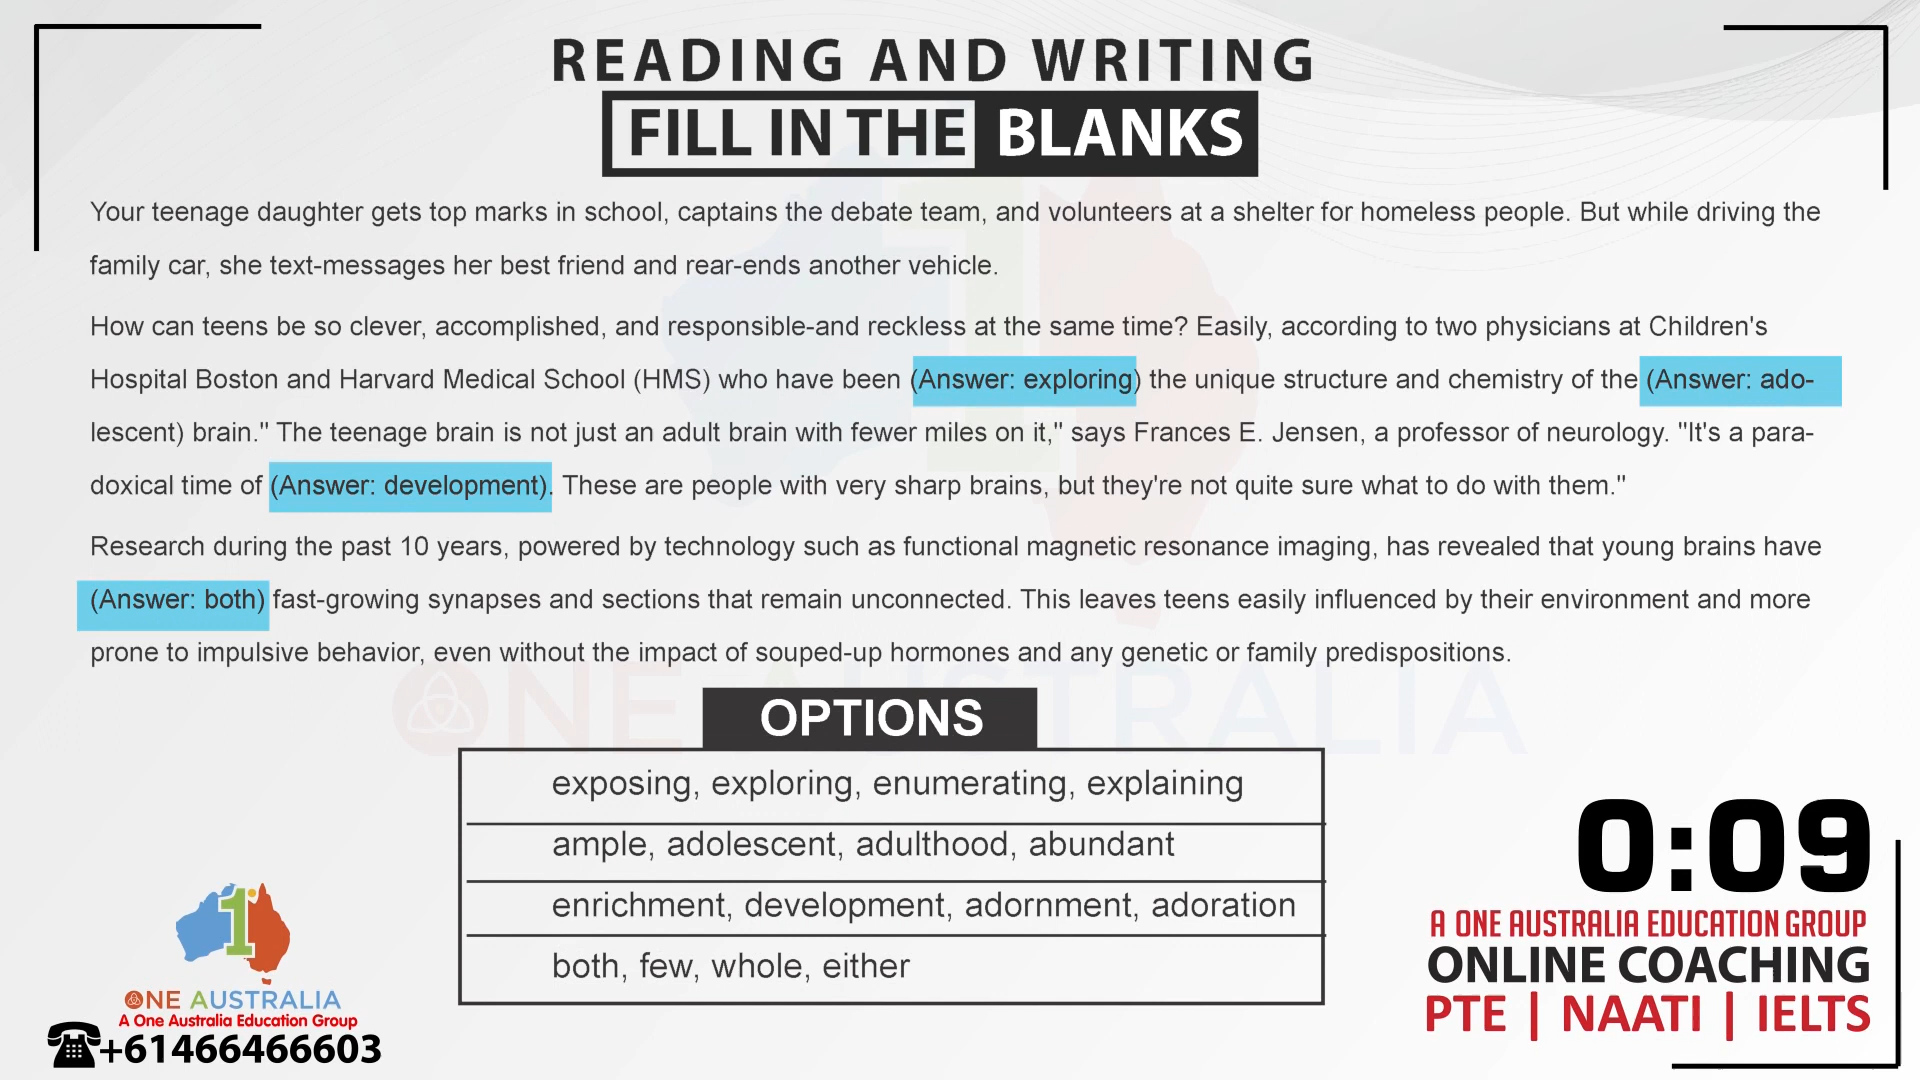 READING AND WRITING
FILL IN THE BLANKS
Your teenage daughter gets top marks in school, captains the debate team, and volunteers at a shelter for homeless people. But while driving the
family car, she text-messages her best friend and rear-ends another vehicle.
How can teens be so clever, accomplished, and responsible-and reckless at the same time? Easily, according to two physicians at Children's
Hospital Boston and Harvard Medical School (HMS) who have been (Answer: exploring) the unique structure and chemistry of the (Answer: ado-
lescent) brain." The teenage brain is not just an adult brain with fewer miles on it," says Frances E. Jensen, a professor of neurology. "It's a para-
doxical time of (Answer: development). These are people with very sharp brains, but they're not quite sure what to do with them."
Research during the past 10 years, powered by technology such as functional magnetic resonance imaging, has revealed that young brains have
(Answer: both) fast-growing synapses and sections that remain unconnected. This leaves teens easily influenced by their environment and more
prone to impulsive behavior, even without the impact of souped-up hormones and any genetic or family predispositions.
ONE AUSTRALIA
OPTIONS
exposing, exploring, enumerating, explaining
ample, adolescent, adulthood, abundant
enrichment, development, adornment, adoration
both, few, whole, either
0:09
A ONE AUSTRALIA EDUCATION GROUP
ONLINE COACHING
PTE | NAATI | IELTS
1
ONE AUSTRALIA
A One Australia Education Group
+61466466603